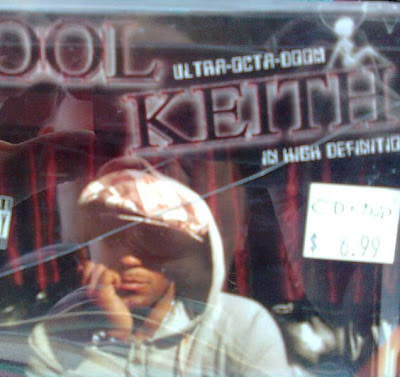 OOL
ULTRA-OCTA-DOOM
KEITH
IN HIGH DEFINITIO
$ 6.99